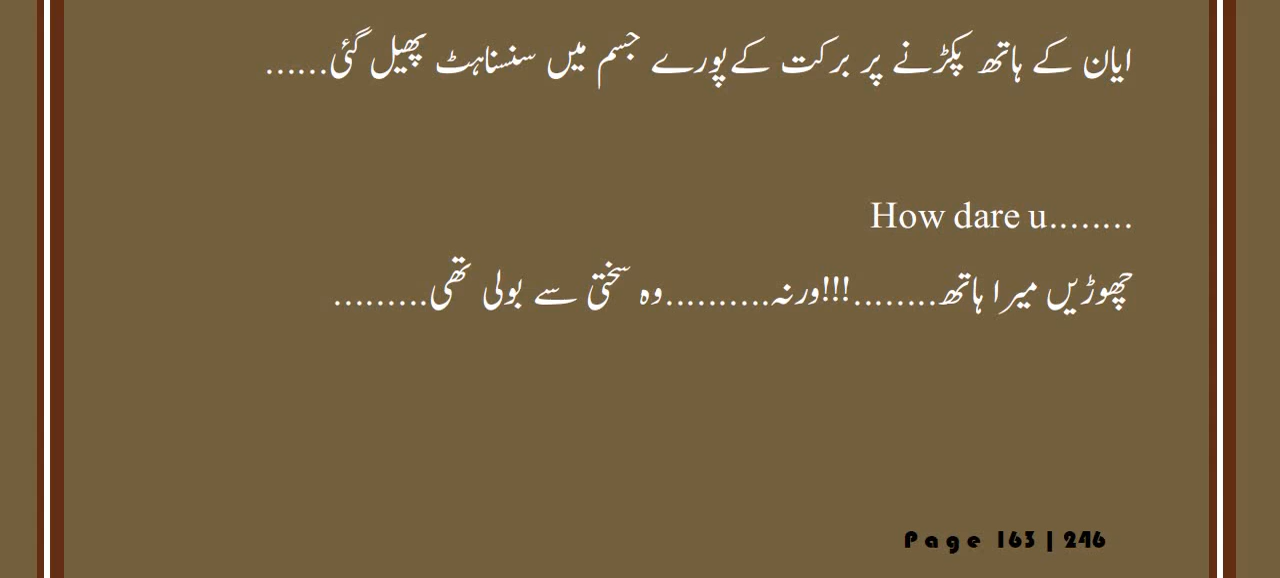 ایان کے ہاتھ پکڑنے پر برکت کے پورے جسم میں سنسناہٹ پھیل گئی......
How dare u........
چھوڑیں میرا ہاتھ........!!!ورنہ..........وہ سختی سے بولی تھی.........
Page 163 | 246